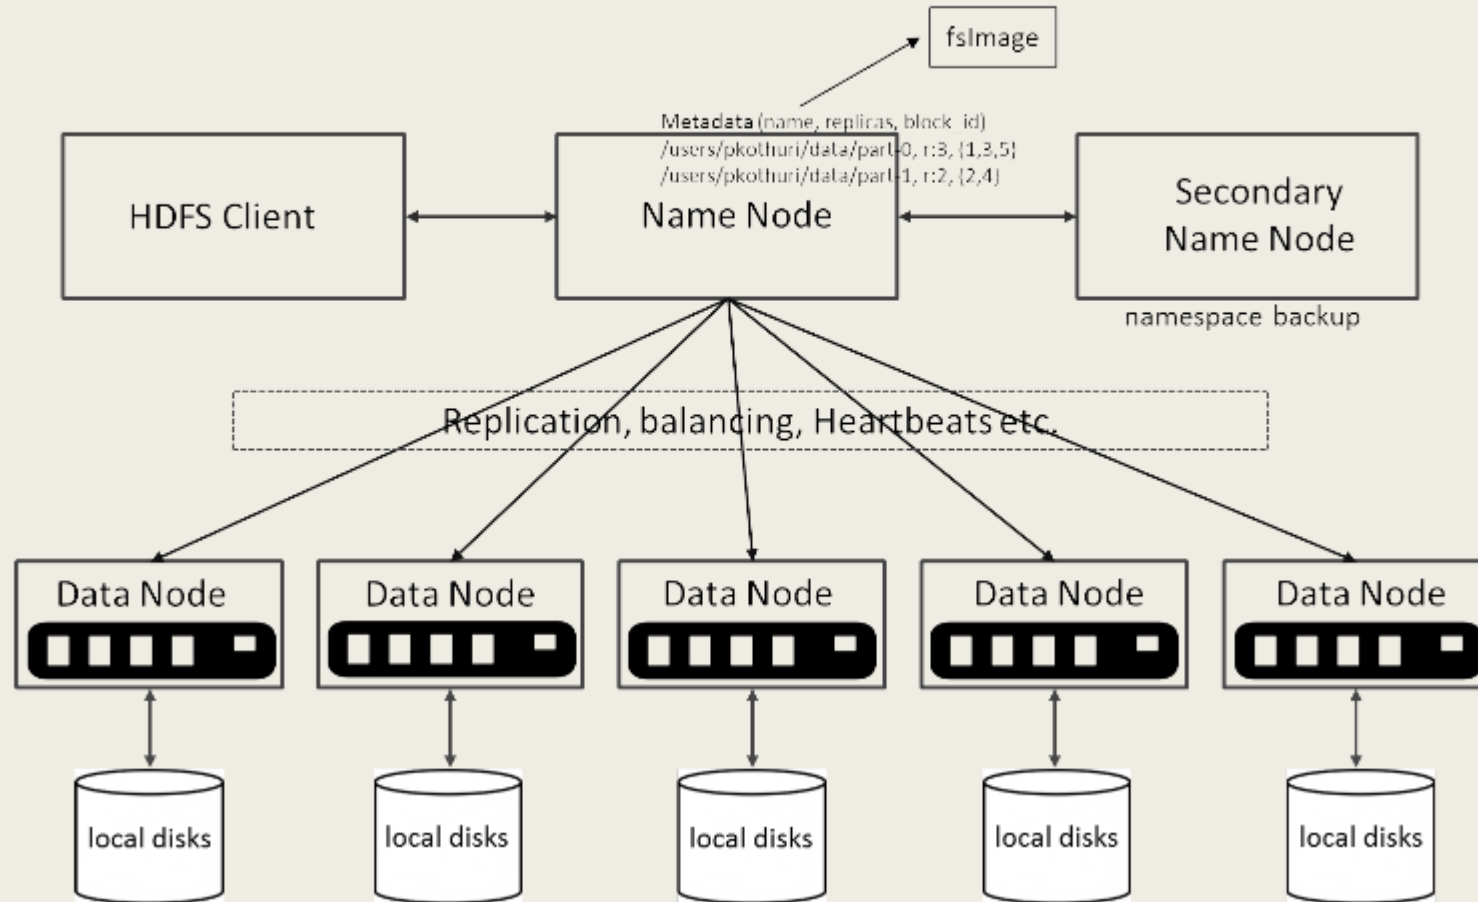 fsImage
Metadata (name, replicas, block_id)
/users/pkothuri/data/part-0, r:3, {1,3,5}
/users/pkothuri/data/part-1, r:2, {2,4}
HDFS Client
Name Node
Secondary
Name Node
namespace backup
Replication, balancing, Heartbeats etc.
Data Node
Data Node
Data Node
Data Node
Data Node
local disks
local disks
local disks
local disks
local disks